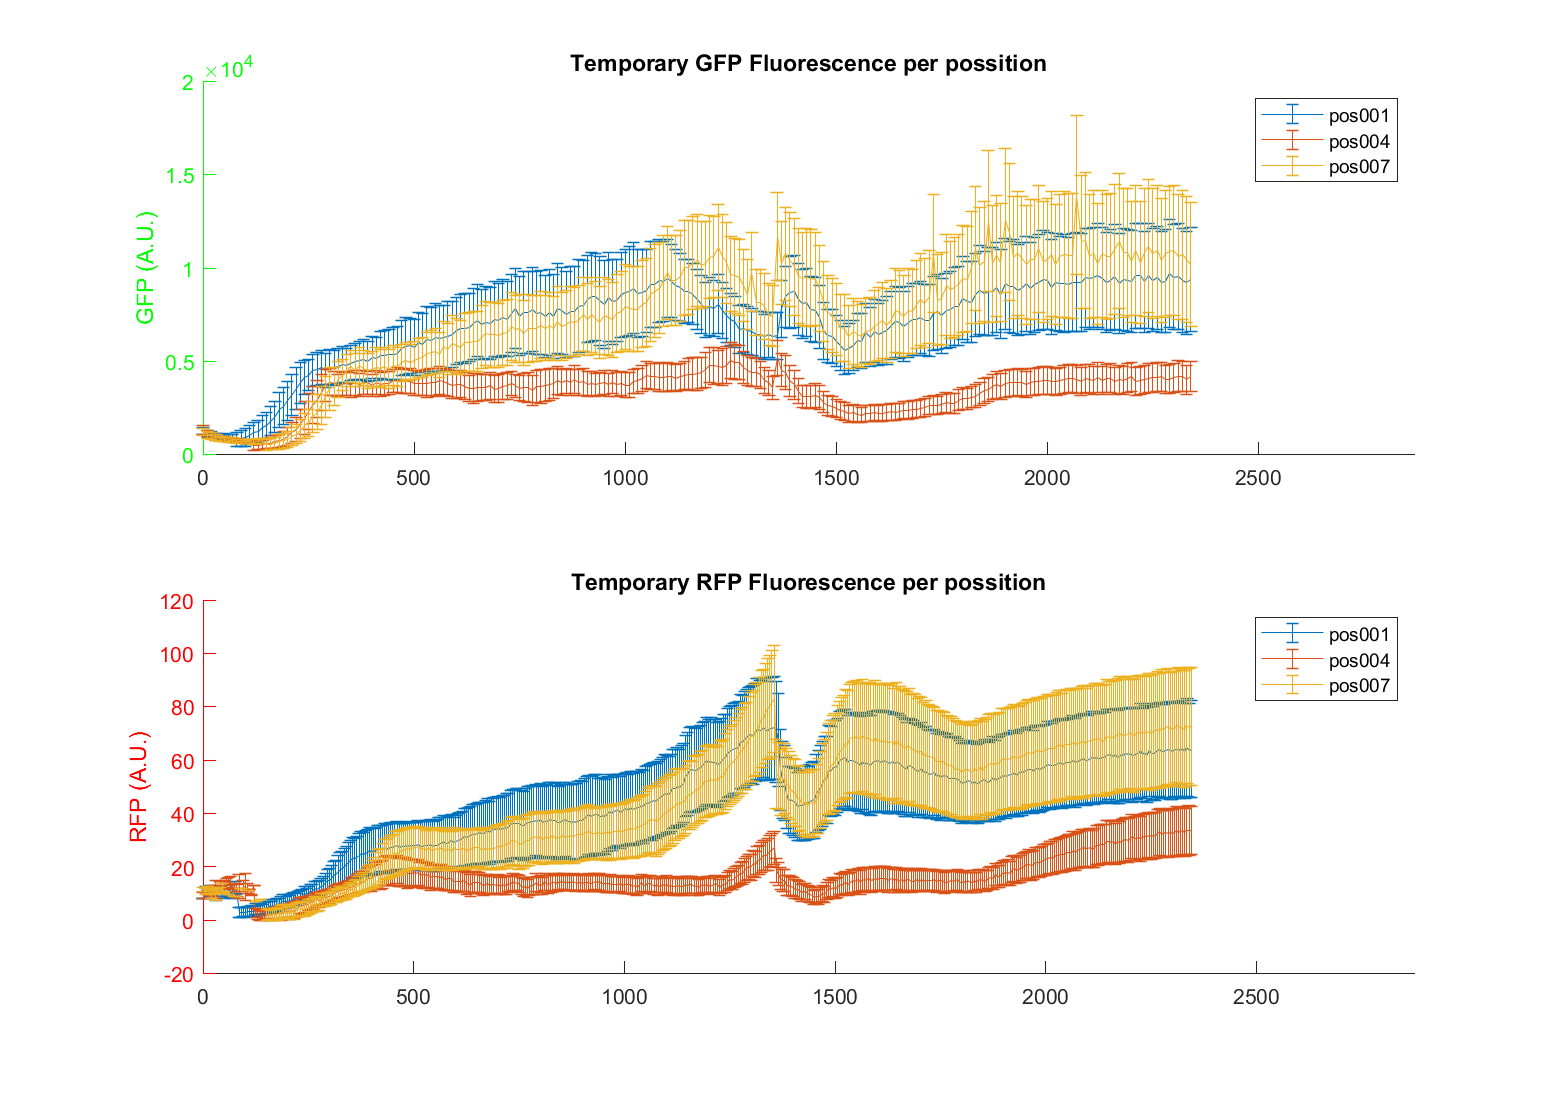 Temporary GFP Fluorescence per possition
×10^4
2
1.5
1
0.5
0
GFP (A.U.)
0 500 1000 1500 2000 2500
pos001
pos004
pos007
Temporary RFP Fluorescence per possition
120
100
80
60
40
20
0
-20
RFP (A.U.)
0 500 1000 1500 2000 2500
pos001
pos004
pos007